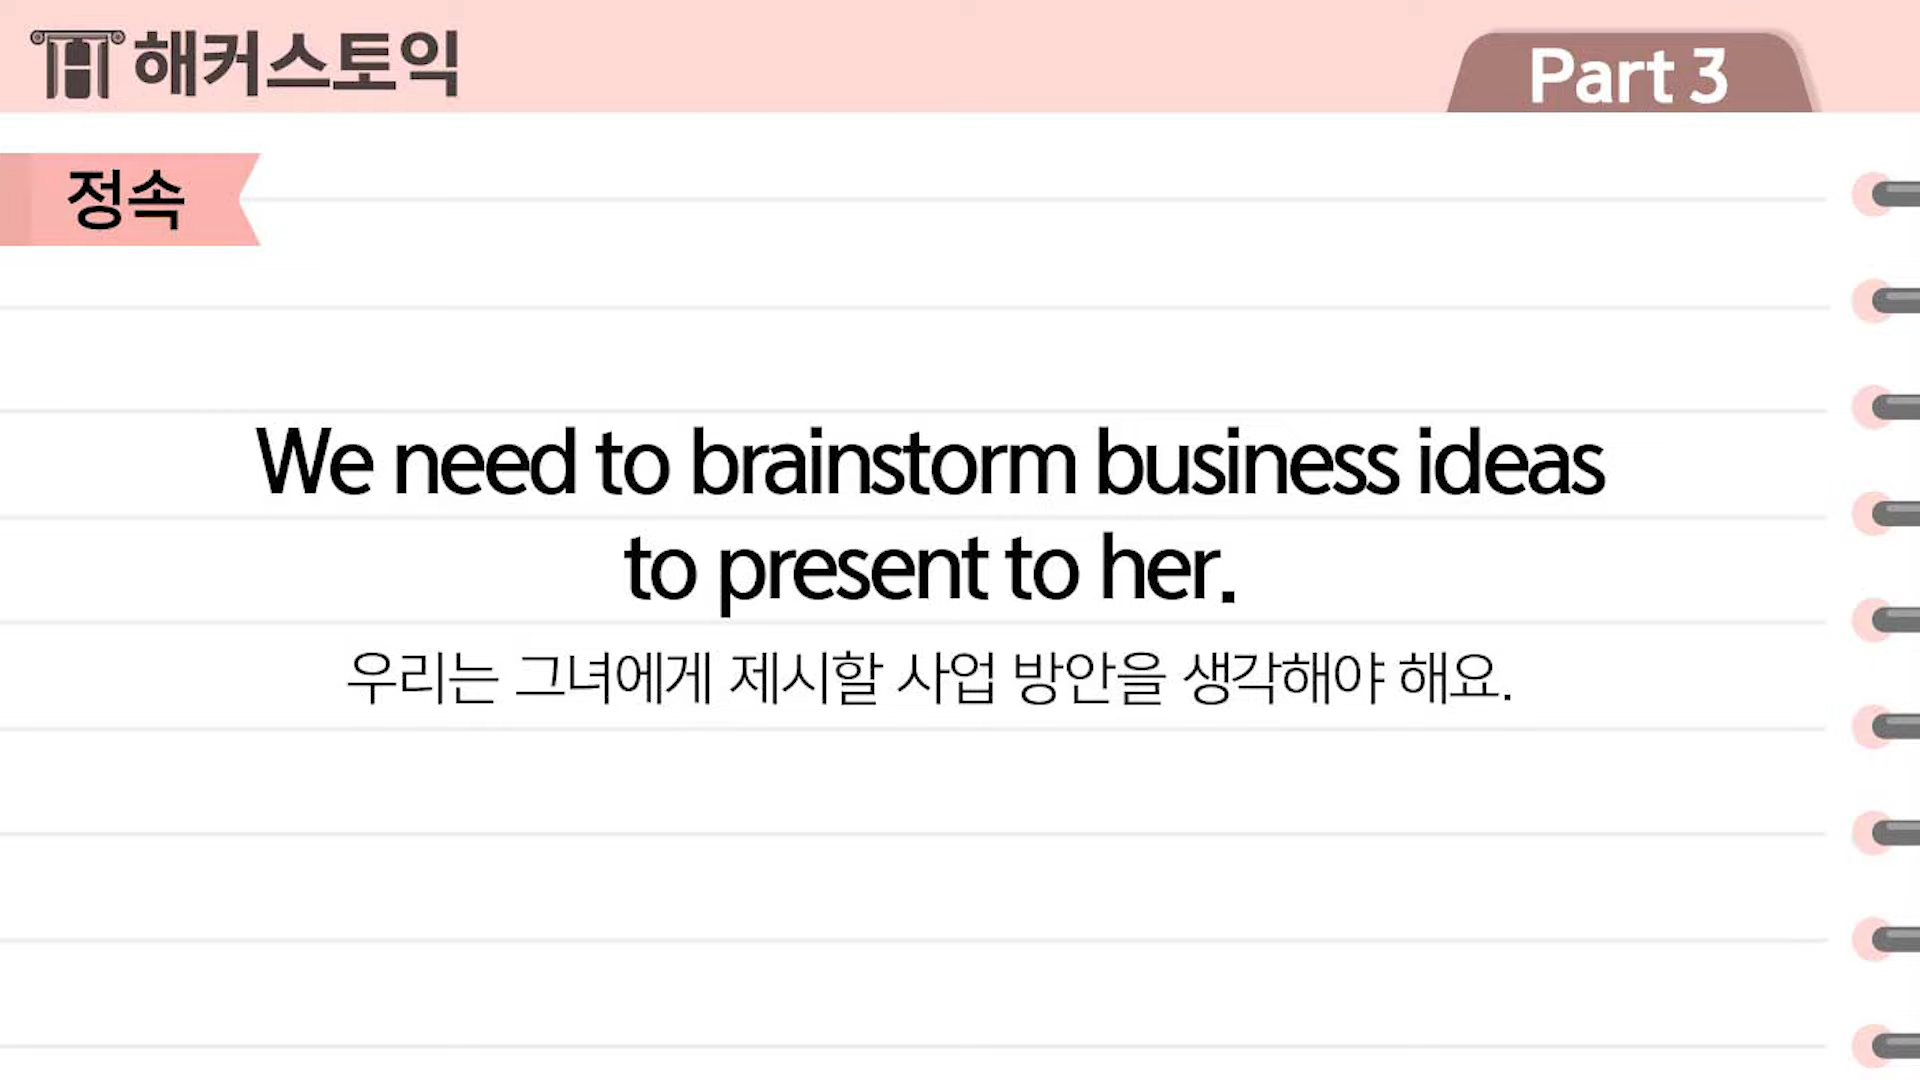 해커스토익
Part 3
정속
We need to brainstorm business ideas
to present to her.
우리는 그녀에게 제시할 사업 방안을 생각해야 해요.